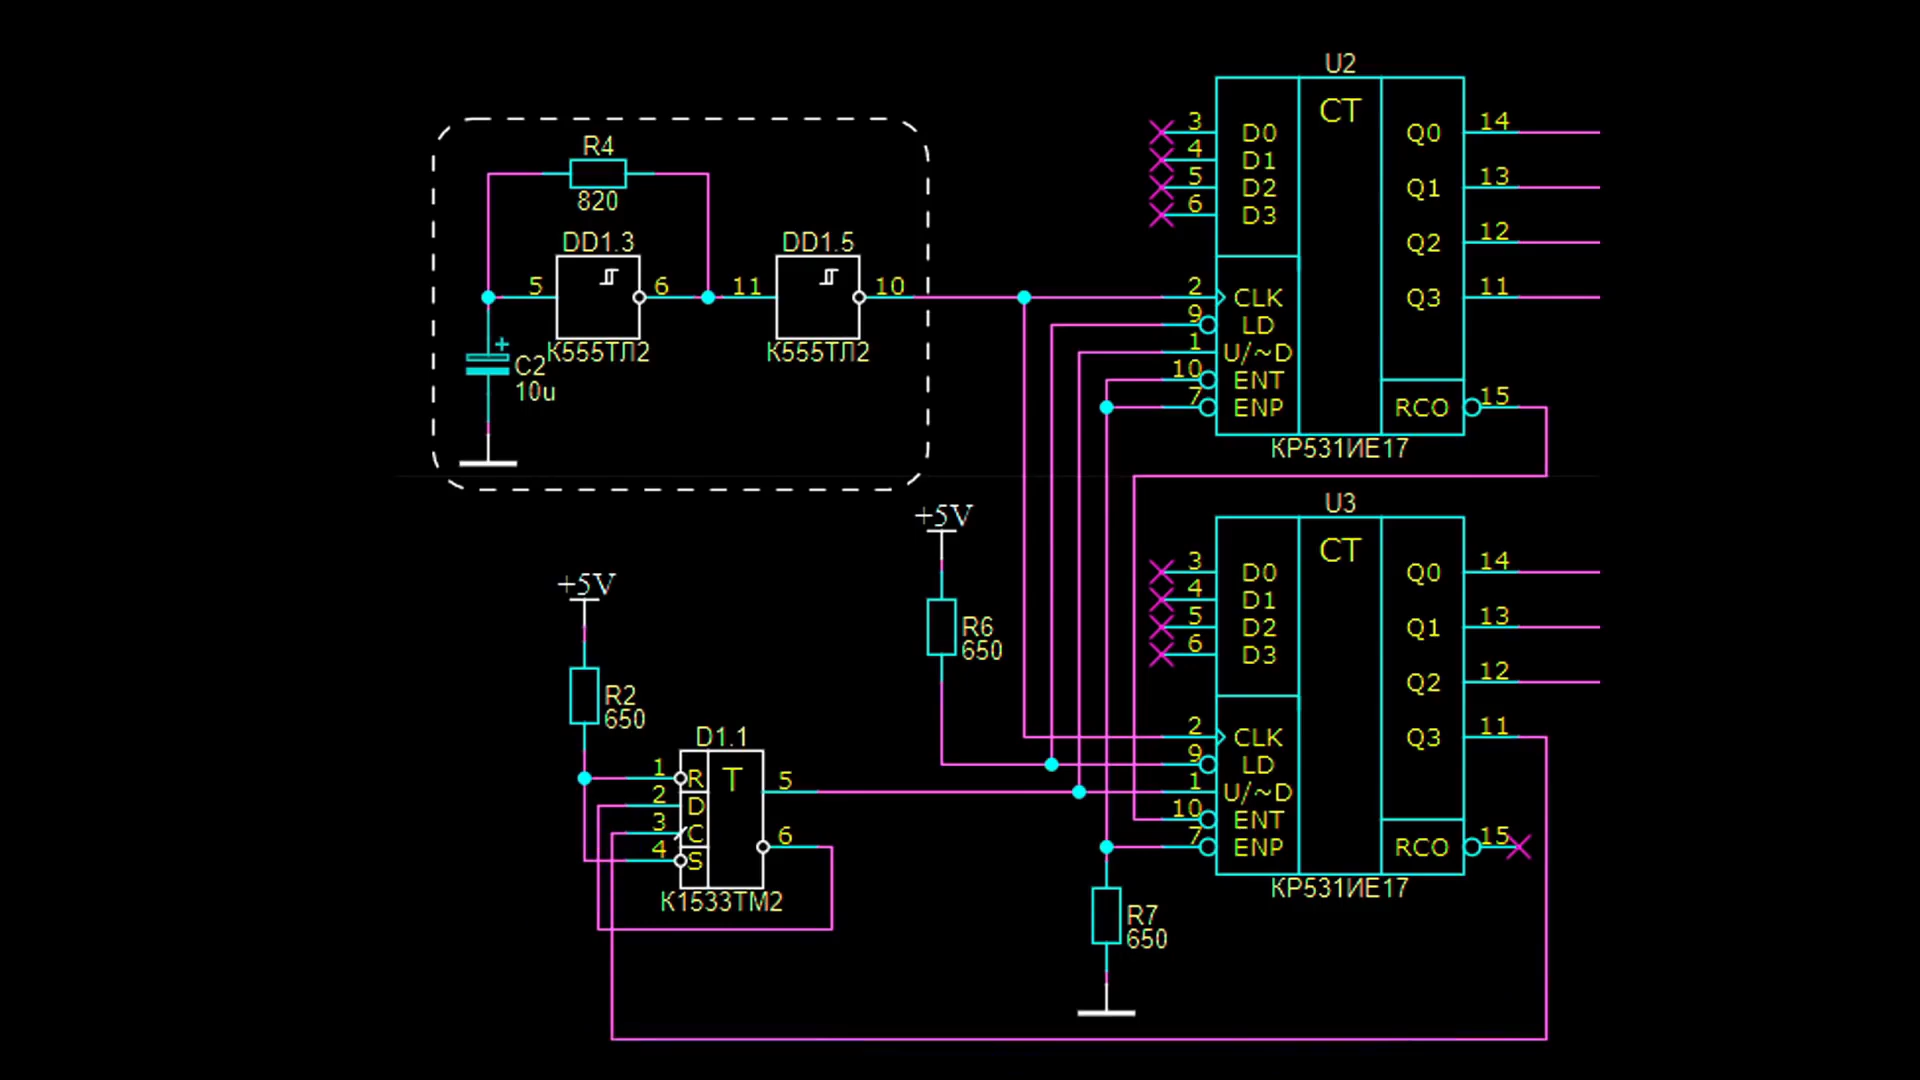 U2
CT
3 D0
4 D1
5 D2
6 D3
2 CLK
9 LD
1 U/~D
10 ENT
7 ENP
Q0 14
Q1 13
Q2 12
Q3 11
RCO 15
КР531ИЕ17
R4
820
DD1.3
5
6
К555ТЛ2
DD1.5
11
10
К555ТЛ2
+
C2
10u
+5V
R6
650
+5V
R2
650
D1.1
T
1 R
2 D
3 C
4 S
5
6
К1533ТМ2
U3
CT
3 D0
4 D1
5 D2
6 D3
2 CLK
9 LD
1 U/~D
10 ENT
7 ENP
Q0 14
Q1 13
Q2 12
Q3 11
RCO 15
КР531ИЕ17
R7
650